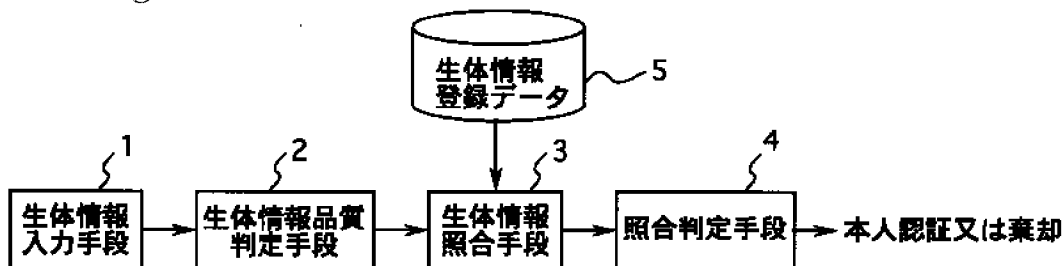 生体情報
登録データ
5
1
2
3
4
生体情報
入力手段
生体情報品質
判定手段
生体情報
照合手段
照合判定手段
本人認証又は棄却